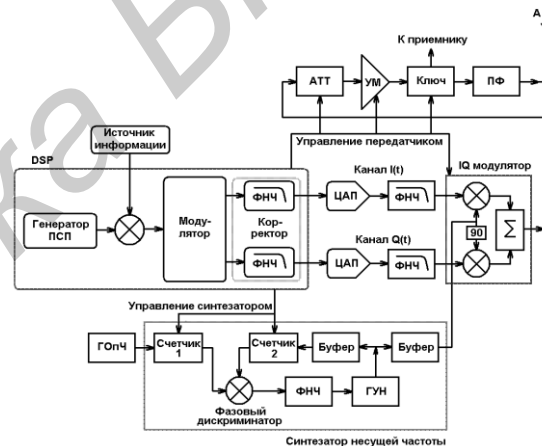 А
К приемнику
АТТ
УМ
Ключ
ПФ
Управление передатчиком
Источник
информации
DSP
Генератор
ПСП
Моду-
лятор
ФНЧ
Кор-
ректор
ФНЧ
Канал I(t)
ЦАП
ФНЧ
Канал Q(t)
ЦАП
ФНЧ
IQ модулятор
90
Σ
Управление синтезатором
ГОпЧ
Счетчик
1
Счетчик
2
Буфер
Буфер
Фазовый
дискриминатор
ФНЧ
ГУН
Синтезатор несущей частоты